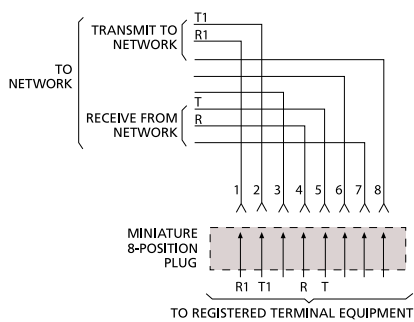 T1
TRANSMIT TO
NETWORK
R1
TO
NETWORK
T
RECEIVE FROM
NETWORK
R
1 2 3 4 5 6 7 8
MINIATURE
8-POSITION
PLUG
R1 T1 R T
TO REGISTERED TERMINAL EQUIPMENT